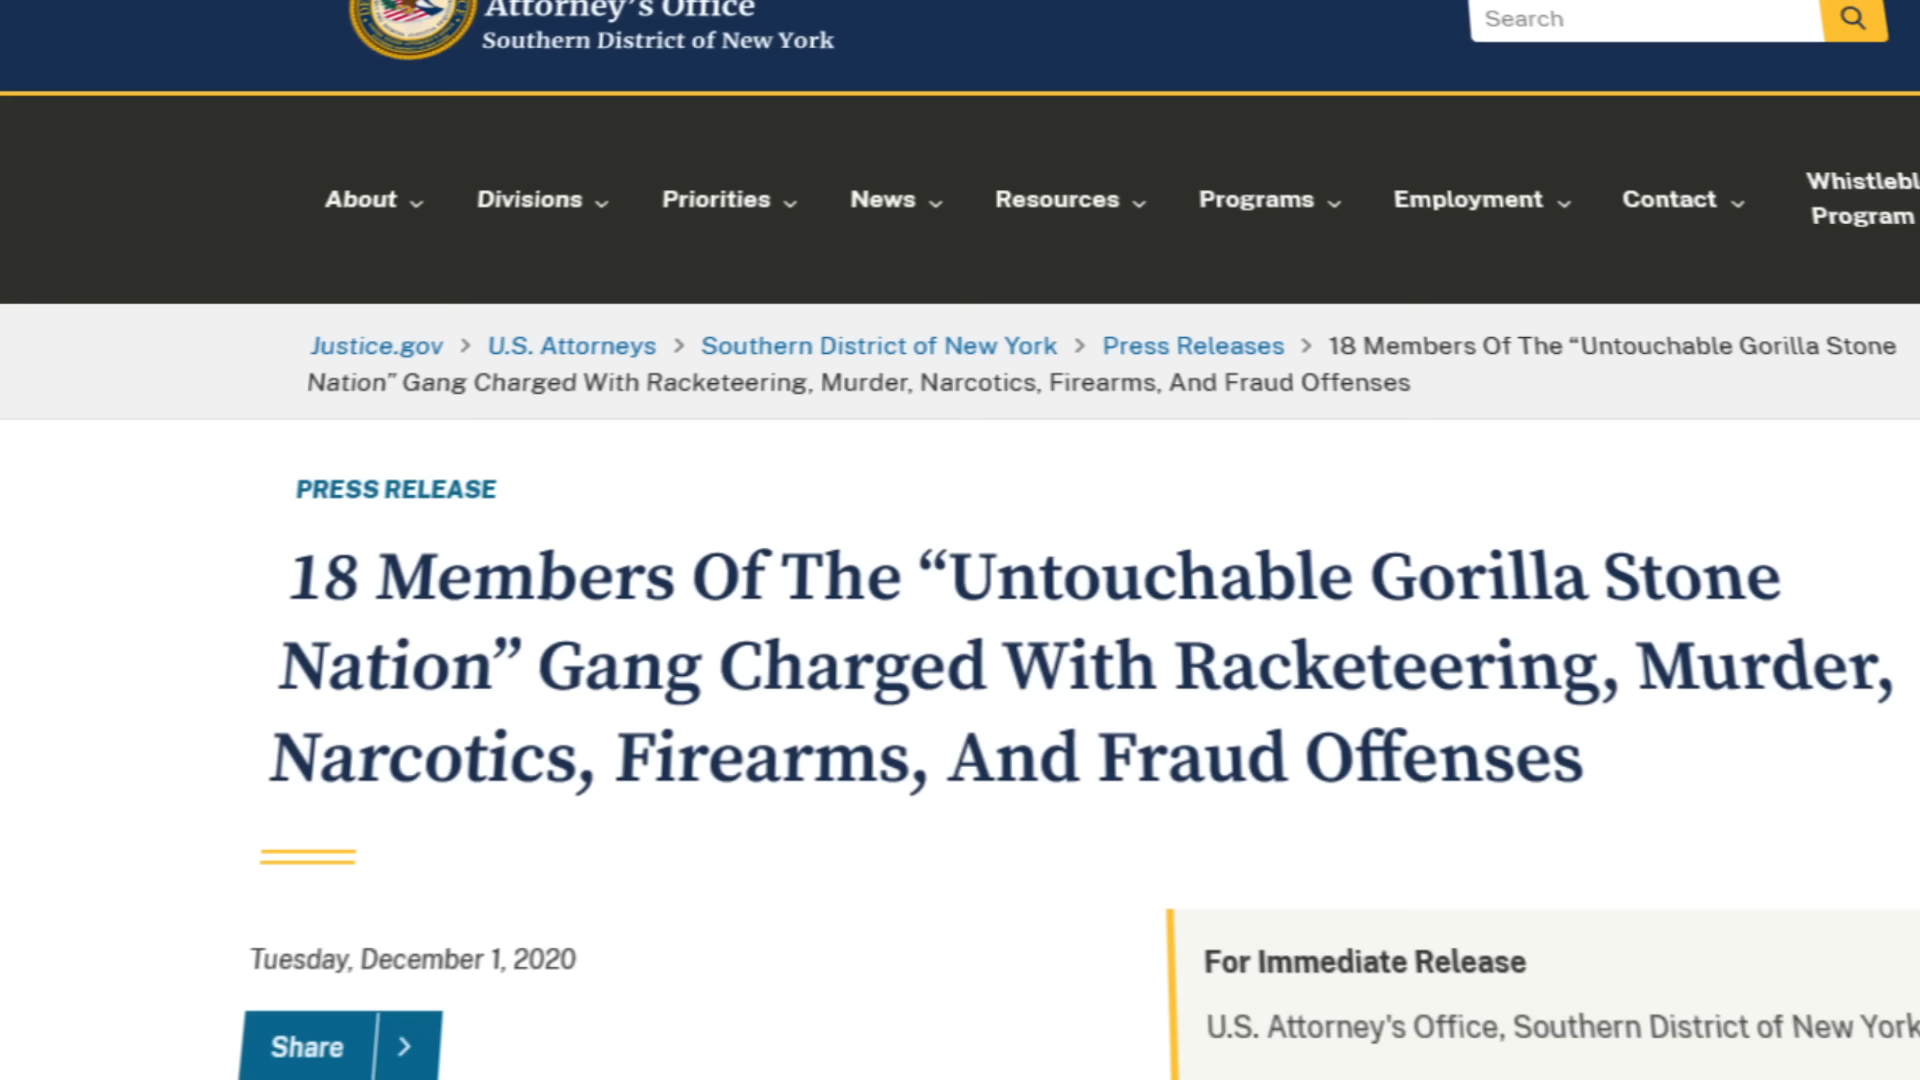 Attorney's Office
Southern District of New York
Search
About
Divisions
Priorities
News
Resources
Programs
Employment
Contact
Program
Justice.gov > U.S. Attorneys > Southern District of New York > Press Releases > 18 Members Of The “Untouchable Gorilla Stone
Nation” Gang Charged With Racketeering, Murder, Narcotics, Firearms, And Fraud Offenses
PRESS RELEASE
18 Members Of The “Untouchable Gorilla Stone
Nation” Gang Charged With Racketeering, Murder,
Narcotics, Firearms, And Fraud Offenses
Tuesday, December 1, 2020
For Immediate Release
U.S. Attorney's Office, Southern District of New York
Share >